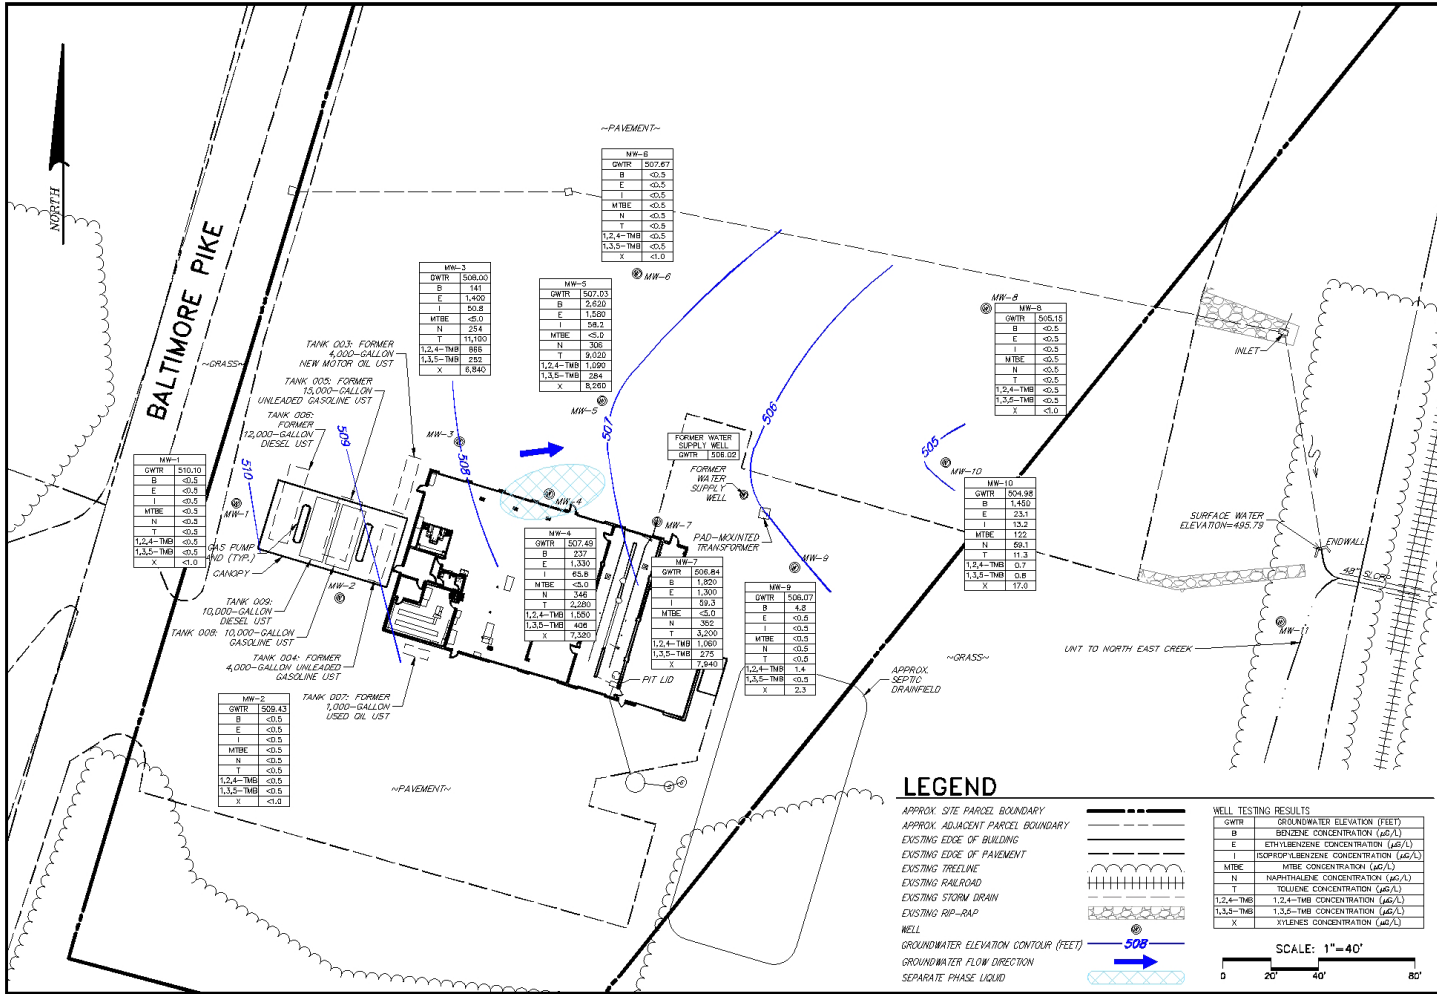 ~PAVEMENT~
NORTH
BALTIMORE PIKE
~GRASS~
MW-6
GWTR 507.67
B <0.5
E <0.5
I <0.5
MTBE <0.5
N <0.5
T <0.5
1,2,4-TMB <0.5
1,3,5-TMB <0.5
X <1.0
MW-6
MW-3
GWTR 508.00
B 141
E 1,400
I 50.8
MTBE <5.0
N 254
T 11,100
1,2,4-TMB 866
1,3,5-TMB 252
X 6,840
MW-3
MW-5
GWTR 507.03
B 2,620
E 1,580
I 58.2
MTBE <5.0
N 306
T 9,020
1,2,4-TMB 1,090
1,3,5-TMB 284
X 8,260
MW-5
MW-8
MW-8
GWTR 505.15
B <0.5
E <0.5
I <0.5
MTBE <0.5
N <0.5
T <0.5
1,2,4-TMB <0.5
1,3,5-TMB <0.5
X <1.0
INLET
TANK 003: FORMER
4,000-GALLON
NEW MOTOR OIL UST
TANK 005: FORMER
15,000-GALLON
UNLEADED GASOLINE UST
TANK 006:
FORMER
12,000-GALLON
DIESEL UST
510
509
508
507
506
505
MW-1
GWTR 510.10
B <0.5
E <0.5
I <0.5
MTBE <0.5
N <0.5
T <0.5
1,2,4-TMB <0.5
1,3,5-TMB <0.5
X <1.0
MW-1
FORMER WATER
SUPPLY WELL
GWTR 506.02
FORMER
WATER
SUPPLY
WELL
MW-10
MW-10
GWTR 504.98
B 1,450
E 23.1
I 13.2
MTBE 122
N 59.1
T 11.3
1,2,4-TMB 0.7
1,3,5-TMB 0.8
X 17.0
MW-4
MW-4
GWTR 507.49
B 237
E 1,330
I 65.8
MTBE <5.0
N 346
T 2,280
1,2,4-TMB 1,550
1,3,5-TMB 406
X 7,320
MW-7
MW-7
GWTR 506.84
B 1,820
E 1,300
I 59.3
MTBE <5.0
N 352
T 3,200
1,2,4-TMB 1,060
1,3,5-TMB 275
X 7,940
PAD-MOUNTED
TRANSFORMER
MW-9
MW-9
GWTR 506.07
B 4.8
E <0.5
I <0.5
MTBE <0.5
N <0.5
T <0.5
1,2,4-TMB 1.4
1,3,5-TMB <0.5
X 2.3
SURFACE WATER
ELEVATION=495.79
ENDWALL
MW-11
UNT TO NORTH EAST CREEK
GAS PUMP
CANOPY
MW-2
TANK 009:
10,000-GALLON
DIESEL UST
TANK 008: 10,000-GALLON
GASOLINE UST
TANK 004: FORMER
4,000-GALLON UNLEADED
GASOLINE UST
TANK 007: FORMER
1,000-GALLON
USED OIL UST
MW-2
GWTR 509.43
B <0.5
E <0.5
I <0.5
MTBE <0.5
N <0.5
T <0.5
1,2,4-TMB <0.5
1,3,5-TMB <0.5
X <1.0
PIT LID
~GRASS~
APPROX.
SEPTIC
DRAINFIELD
~PAVEMENT~
LEGEND
APPROX. SITE PARCEL BOUNDARY
APPROX. ADJACENT PARCEL BOUNDARY
EXISTING EDGE OF BUILDING
EXISTING EDGE OF PAVEMENT
EXISTING TREELINE
EXISTING RAILROAD
EXISTING STORM DRAIN
EXISTING RIP-RAP
WELL
GROUNDWATER ELEVATION CONTOUR (FEET) 508
GROUNDWATER FLOW DIRECTION
SEPARATE PHASE LIQUID
WELL TESTING RESULTS
GWTR GROUNDWATER ELEVATION (FEET)
B BENZENE CONCENTRATION (µG/L)
E ETHYLBENZENE CONCENTRATION (µG/L)
I ISOPROPYLBENZENE CONCENTRATION (µG/L)
MTBE MTBE CONCENTRATION (µG/L)
N NAPHTHALENE CONCENTRATION (µG/L)
T TOLUENE CONCENTRATION (µG/L)
1,2,4-TMB 1,2,4-TMB CONCENTRATION (µG/L)
1,3,5-TMB 1,3,5-TMB CONCENTRATION (µG/L)
X XYLENES CONCENTRATION (µG/L)
SCALE: 1"=40'
0 20' 40' 80'